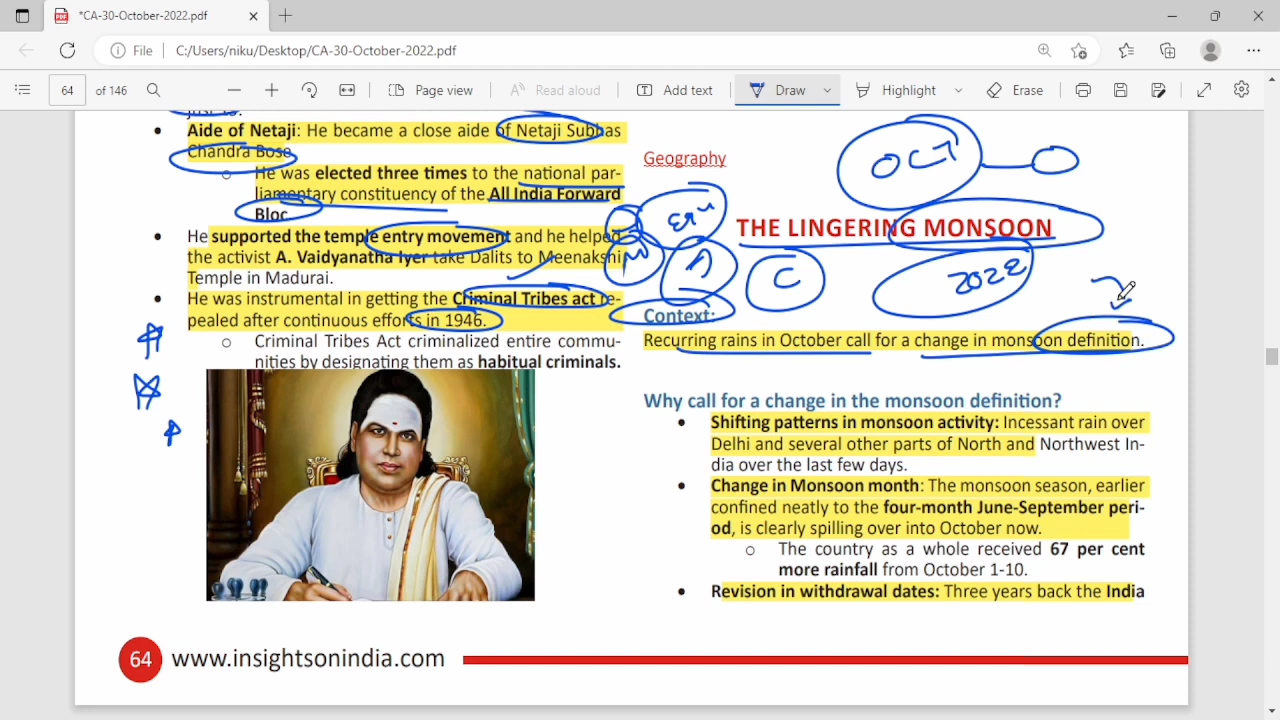 *CA-30-October-2022.pdf
File
C:/Users/niku/Desktop/CA-30-October-2022.pdf
64
of 146
Page view
Read aloud
Add text
Draw
Highlight
Erase
Aide of Netaji: He became a close aide of Netaji Subhas
Chandra Bose
He was elected three times to the national par-
liamentary constituency of the All India Forward
Bloc.
He supported the temple entry movement and he helped
the activist A. Vaidyanatha Iyer take Dalits to Meenakshi
Temple in Madurai.
He was instrumental in getting the Criminal Tribes act re-
pealed after continuous efforts in 1946.
Criminal Tribes Act criminalized entire commu-
nities by designating them as habitual criminals.
64 www.insightsonindia.com
Geography
OCT
THE LINGERING MONSOON
C
2022
Context:
Recurring rains in October call for a change in monsoon definition.
Why call for a change in the monsoon definition?
Shifting patterns in monsoon activity: Incessant rain over
Delhi and several other parts of North and Northwest In-
dia over the last few days.
Change in Monsoon month: The monsoon season, earlier
confined neatly to the four-month June-September peri-
od, is clearly spilling over into October now.
The country as a whole received 67 per cent
more rainfall from October 1-10.
Revision in withdrawal dates: Three years back the India